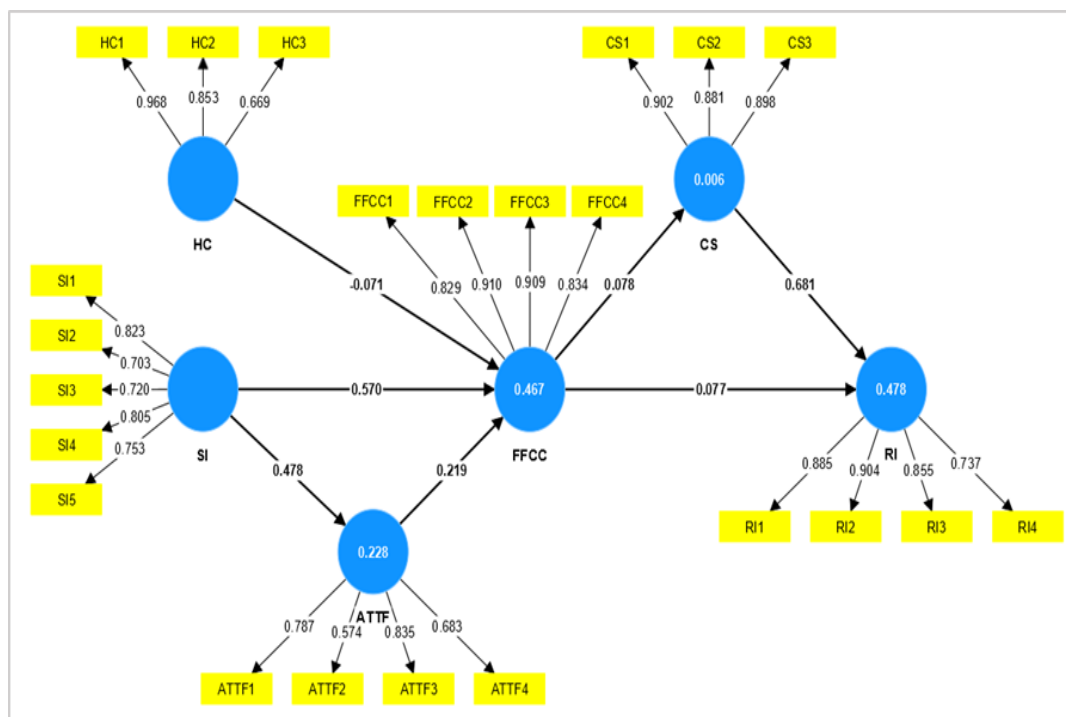 HC1 HC2 HC3
0.968 0.853 0.669
HC
CS1 CS2 CS3
0.902 0.881 0.898
0.006
CS
FFCC1 FFCC2 FFCC3 FFCC4
0.829 0.910 0.909 0.834
-0.071
0.078
0.681
SI1
SI2
SI3
SI4
SI5
0.823
0.703
0.720
0.805
0.753
SI
0.570
0.467
FFCC
0.077
0.478
RI
0.478
0.219
0.885 0.904 0.855 0.737
RI1 RI2 RI3 RI4
0.228
ATTF
0.787 0.574 0.835 0.683
ATTF1 ATTF2 ATTF3 ATTF4